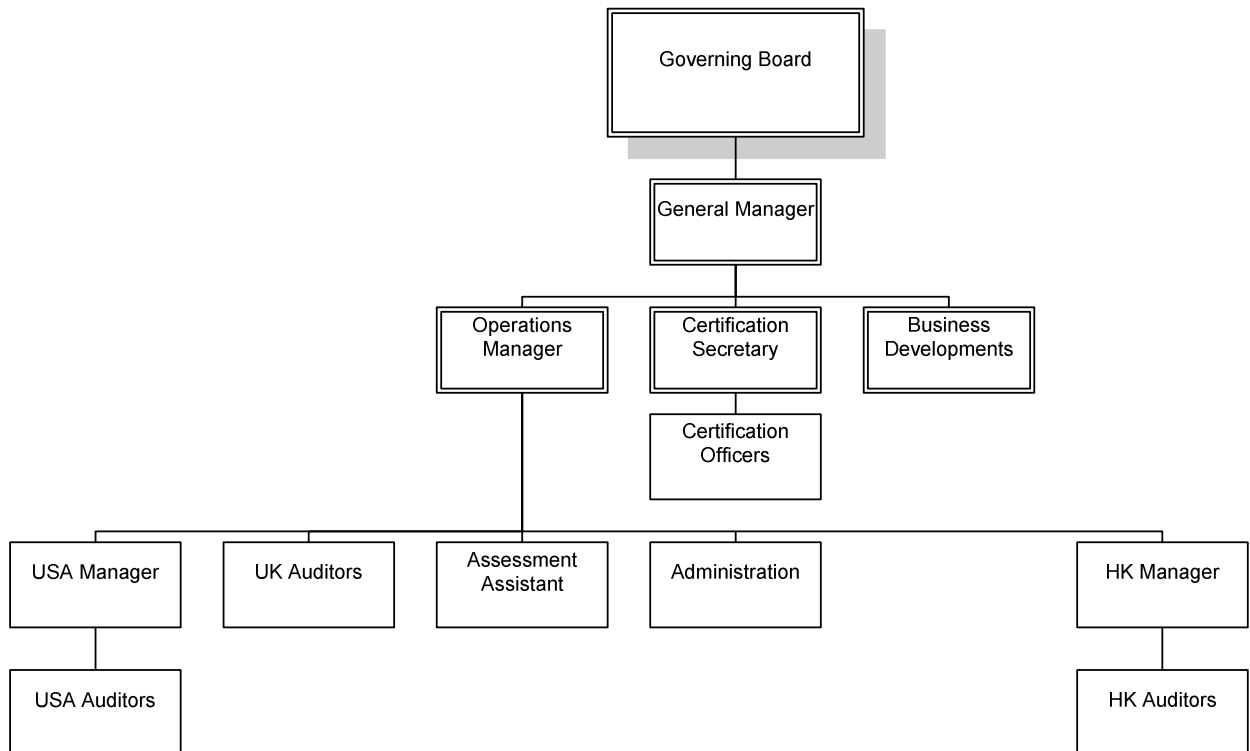 Governing Board
General Manager
Operations
Manager
Certification
Secretary
Business
Developments
Certification
Officers
USA Manager
UK Auditors
Assessment
Assistant
Administration
HK Manager
USA Auditors
HK Auditors